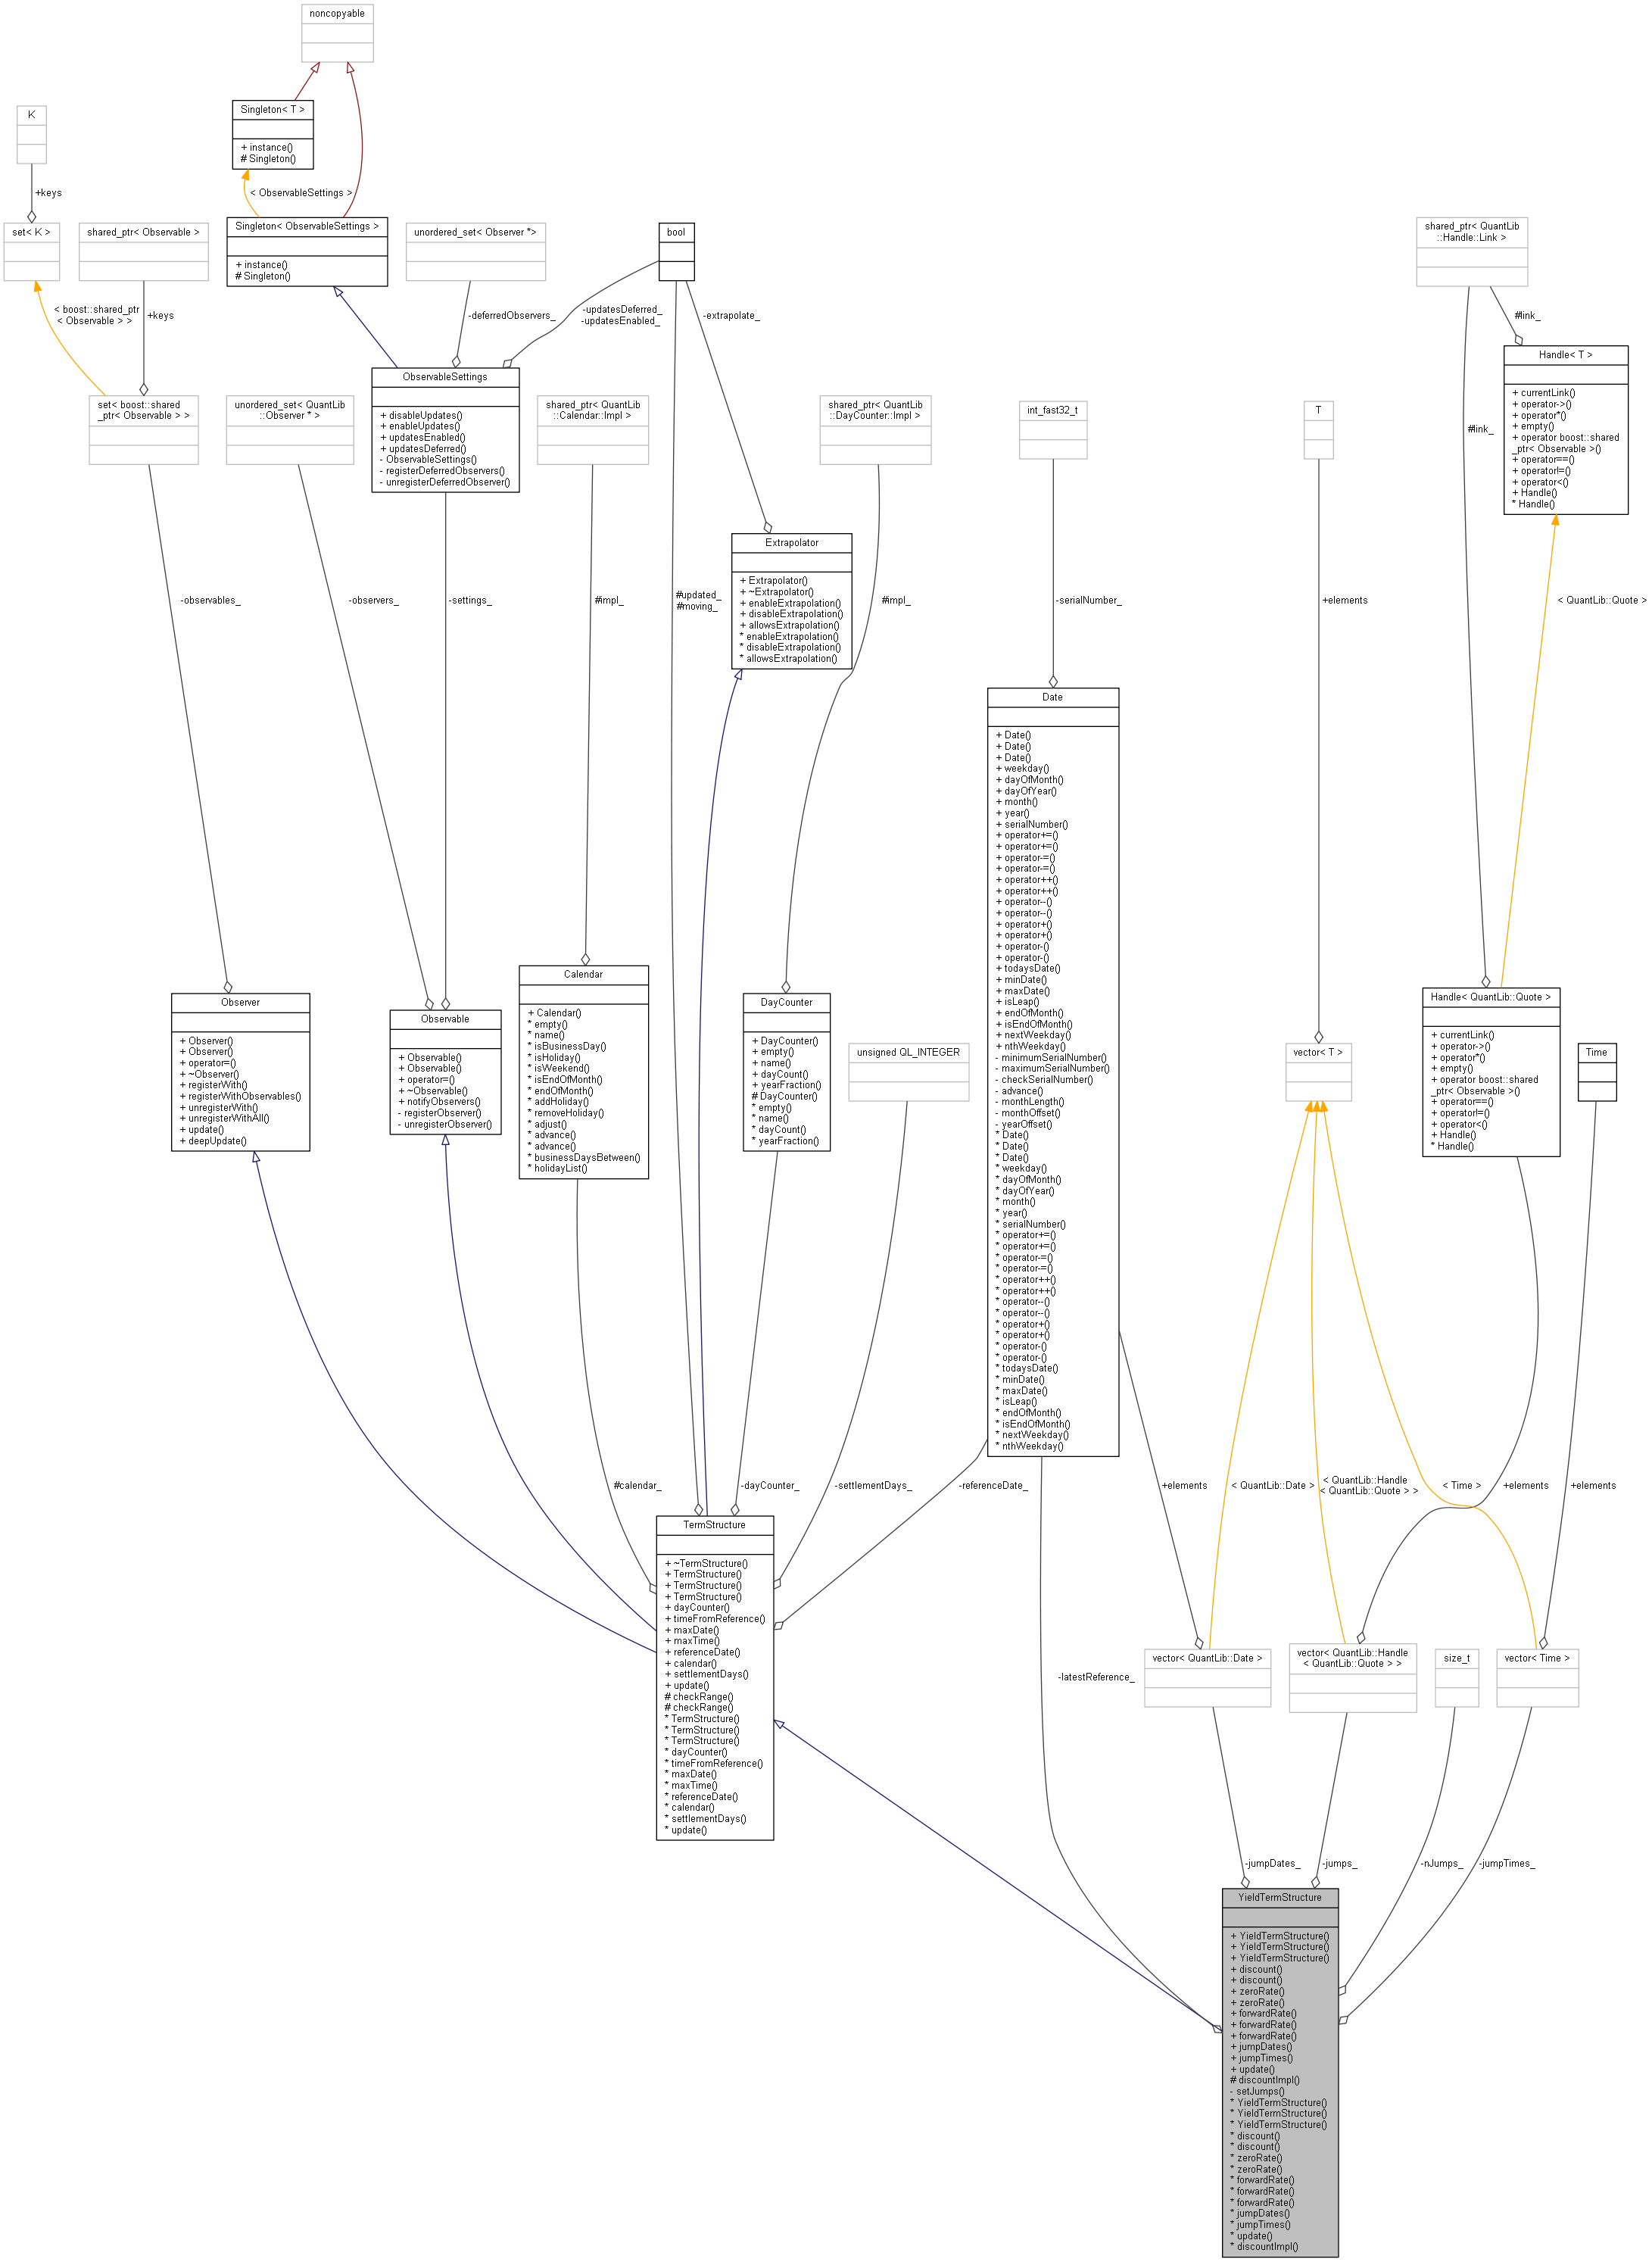 noncopyable
Singleton< T >
+ instance()
# Singleton()
K
+keys
< ObservableSettings >
set< K >
shared_ptr< Observable >
Singleton< ObservableSettings >
+ instance()
# Singleton()
unordered_set< Observer *>
bool
shared_ptr< QuantLib
::Handle::Link >
< boost::shared_ptr
< Observable > >
+keys
-deferredObservers_
-updatesDeferred_
-updatesEnabled_
-extrapolate_
#link_
Handle< T >
+ currentLink()
+ operator->()
+ operator*()
+ empty()
+ operator boost::shared
_ptr< Observable >()
+ operator==()
+ operator!=()
+ operator<()
+ Handle()
* Handle()
set< boost::shared
_ptr< Observable > >
unordered_set< QuantLib
::Observer * >
ObservableSettings
+ disableUpdates()
+ enableUpdates()
+ updatesEnabled()
+ updatesDeferred()
- ObservableSettings()
- registerDeferredObservers()
- unregisterDeferredObserver()
shared_ptr< QuantLib
::Calendar::Impl >
shared_ptr< QuantLib
::DayCounter::Impl >
int_fast32_t
T
#link_
Extrapolator
+ Extrapolator()
+ ~Extrapolator()
+ enableExtrapolation()
+ disableExtrapolation()
+ allowsExtrapolation()
* enableExtrapolation()
* disableExtrapolation()
* allowsExtrapolation()
-observables_
-observers_
-settings_
#impl_
#updated_
#moving_
#impl_
-serialNumber_
+elements
< QuantLib::Quote >
Date
+ Date()
+ Date()
+ Date()
+ weekday()
+ dayOfMonth()
+ dayOfYear()
+ month()
+ year()
+ serialNumber()
+ operator+=()
+ operator+=()
+ operator-=()
+ operator-=()
+ operator++()
+ operator++()
+ operator--()
+ operator--()
+ operator+()
+ operator+()
+ operator-()
+ operator-()
+ todaysDate()
+ minDate()
+ maxDate()
+ isLeap()
+ endOfMonth()
+ isEndOfMonth()
+ nextWeekday()
+ nthWeekday()
- minimumSerialNumber()
- maximumSerialNumber()
- checkSerialNumber()
- advance()
- monthLength()
- monthOffset()
- yearOffset()
* Date()
* Date()
* Date()
* weekday()
* dayOfMonth()
* dayOfYear()
* month()
* year()
* serialNumber()
* operator+=()
* operator+=()
* operator-=()
* operator-=()
* operator++()
* operator++()
* operator--()
* operator--()
* operator+()
* operator+()
* operator-()
* operator-()
* todaysDate()
* minDate()
* maxDate()
* isLeap()
* endOfMonth()
* isEndOfMonth()
* nextWeekday()
* nthWeekday()
Observer
+ Observer()
+ Observer()
+ operator=()
+ ~Observer()
+ registerWith()
+ registerWithObservables()
+ unregisterWith()
+ unregisterWithAll()
+ update()
+ deepUpdate()
Observable
+ Observable()
+ Observable()
+ operator=()
+ ~Observable()
+ notifyObservers()
- registerObserver()
- unregisterObserver()
Calendar
+ Calendar()
* empty()
* name()
* isBusinessDay()
* isHoliday()
* isWeekend()
* isEndOfMonth()
* endOfMonth()
* addHoliday()
* removeHoliday()
* adjust()
* advance()
* advance()
* businessDaysBetween()
* holidayList()
DayCounter
+ DayCounter()
+ empty()
+ name()
+ dayCount()
+ yearFraction()
# DayCounter()
* empty()
* name()
* dayCount()
* yearFraction()
unsigned QL_INTEGER
vector< T >
Handle< QuantLib::Quote >
+ currentLink()
+ operator->()
+ operator*()
+ empty()
+ operator boost::shared
_ptr< Observable >()
+ operator==()
+ operator!=()
+ operator<()
+ Handle()
* Handle()
Time
#calendar_
-dayCounter_
-settlementDays_
-referenceDate_
+elements
< QuantLib::Date >
< QuantLib::Handle
< QuantLib::Quote > >
< Time >
+elements
+elements
TermStructure
+ ~TermStructure()
+ TermStructure()
+ TermStructure()
+ TermStructure()
+ dayCounter()
+ timeFromReference()
+ maxDate()
+ maxTime()
+ referenceDate()
+ calendar()
+ settlementDays()
+ update()
# checkRange()
# checkRange()
* TermStructure()
* TermStructure()
* TermStructure()
* dayCounter()
* timeFromReference()
* maxDate()
* maxTime()
* referenceDate()
* calendar()
* settlementDays()
* update()
-latestReference_
vector< QuantLib::Date >
vector< QuantLib::Handle
< QuantLib::Quote > >
size_t
vector< Time >
-jumpDates_
-jumps_
-nJumps_
-jumpTimes_
YieldTermStructure
+ YieldTermStructure()
+ YieldTermStructure()
+ YieldTermStructure()
+ discount()
+ discount()
+ zeroRate()
+ zeroRate()
+ forwardRate()
+ forwardRate()
+ forwardRate()
+ jumpDates()
+ jumpTimes()
+ update()
# discountImpl()
- setJumps()
* YieldTermStructure()
* YieldTermStructure()
* YieldTermStructure()
* discount()
* discount()
* zeroRate()
* zeroRate()
* forwardRate()
* forwardRate()
* forwardRate()
* jumpDates()
* jumpTimes()
* update()
* discountImpl()